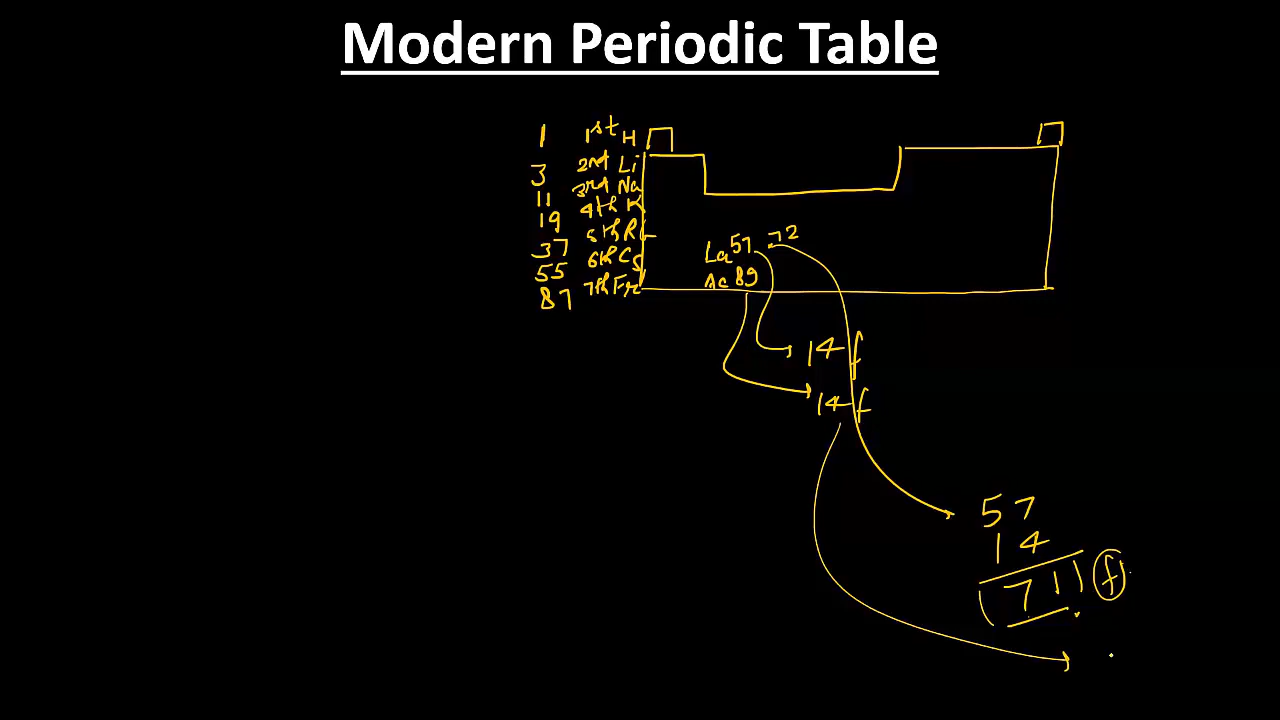 Modern Periodic Table
1 1st H
3 2nd Li
11 3rd Na
19 4th K
37 5th R
55 6th Cs
87 7th Fr
La 57 72
Ac 89
14 f
14 f
57
14
71 f